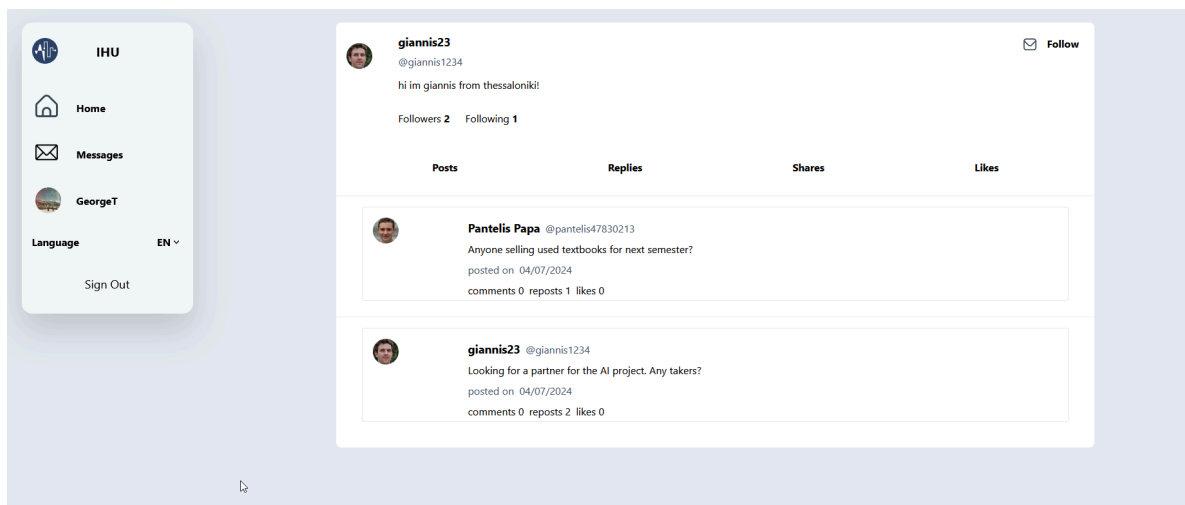 IHU
Home
Messages
GeorgeT
Language EN
Sign Out
giannis23
Follow
@giannis1234
hi im giannis from thessaloniki!
Followers 2 Following 1
Posts Replies Shares Likes
Pantelis Papa @pantelis47830213
Anyone selling used textbooks for next semester?
posted on 04/07/2024
comments 0 reposts 1 likes 0
giannis23 @giannis1234
Looking for a partner for the AI project. Any takers?
posted on 04/07/2024
comments 0 reposts 2 likes 0